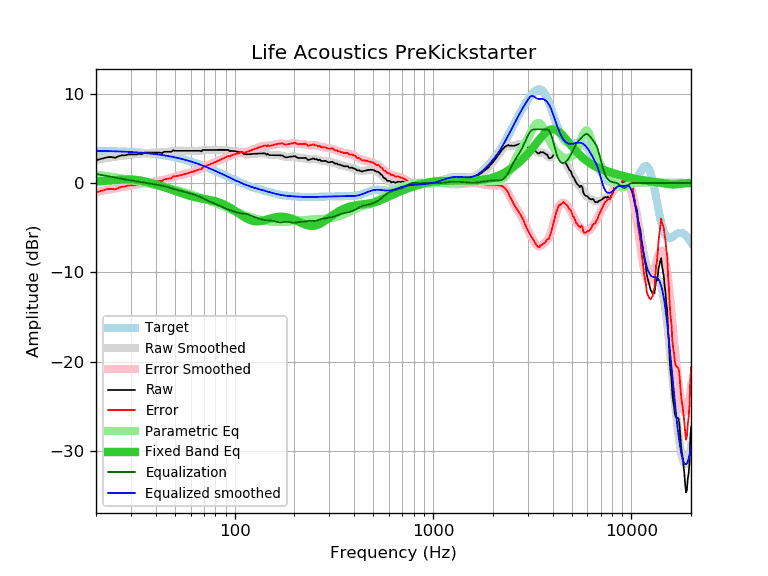 Life Acoustics PreKickstarter
Amplitude (dBr)
10
0
−10
−20
−30
Target
Raw Smoothed
Error Smoothed
Raw
Error
Parametric Eq
Fixed Band Eq
Equalization
Equalized smoothed
100 1000 10000
Frequency (Hz)